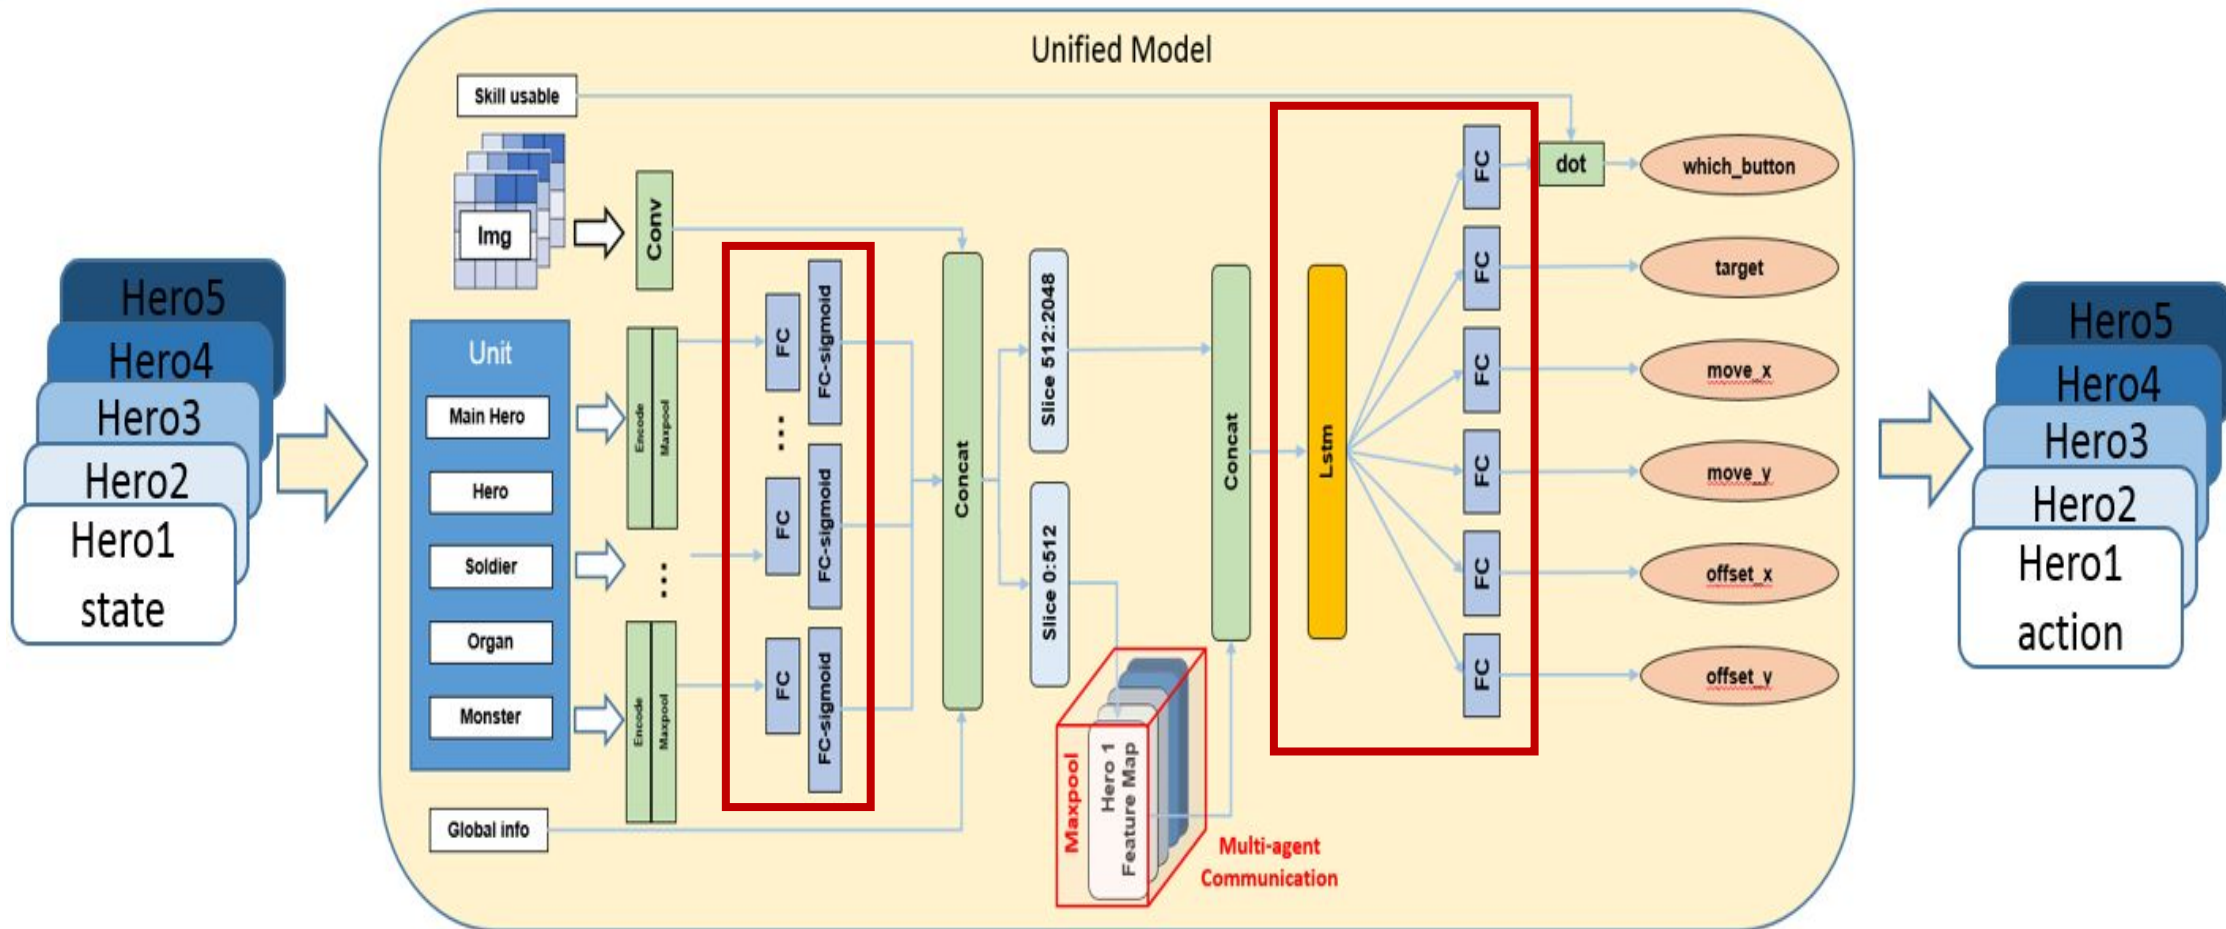 Unified Model
Hero5
Hero4
Hero3
Hero2
Hero1
state
Skill usable
Img
Conv
Unit
Main Hero
Hero
Soldier
Organ
Monster
Global info
Encode
Maxpool
...
Encode
Maxpool
FC
FC-sigmoid
...
FC
FC-sigmoid
FC
FC-sigmoid
Concat
Slice 512:2048
Slice 0:512
Maxpool
Hero 1
Feature Map
Multi-agent
Communication
Concat
Lstm
FC
FC
FC
FC
FC
FC
dot
which_button
target
move_x
move_y
offset_x
offset_y
Hero5
Hero4
Hero3
Hero2
Hero1
action